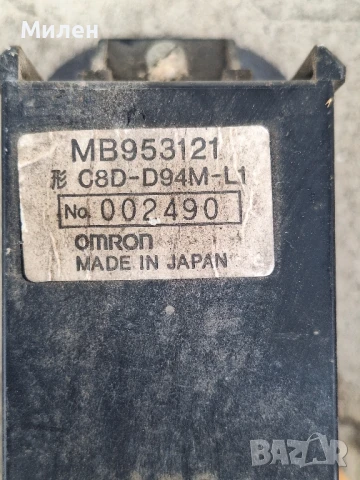 Милен
MB953121
形 C8D-D94M-L1
No. 002490
omron
MADE IN JAPAN
BAZAR